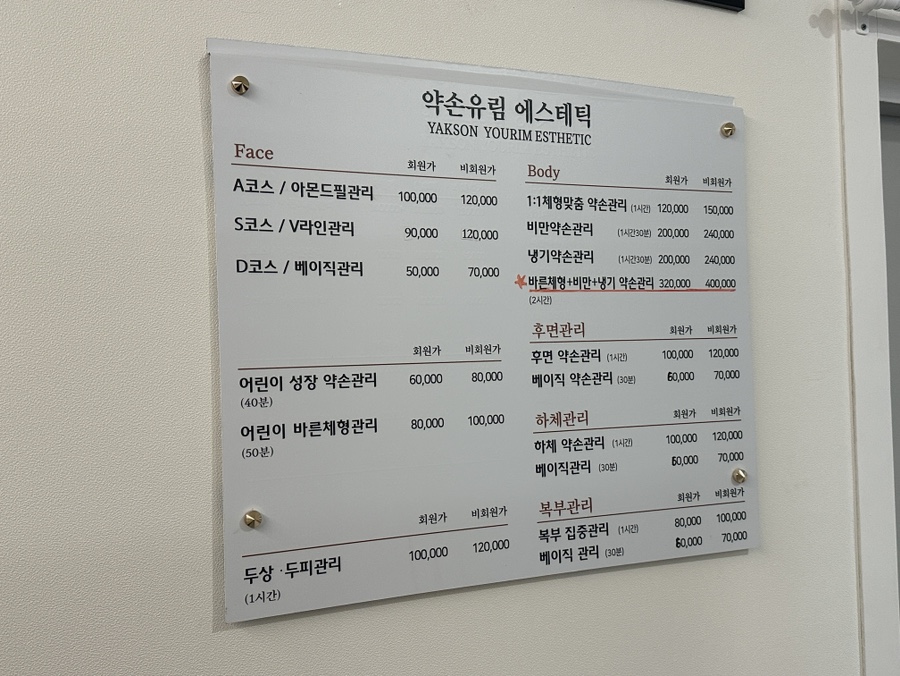 약손유림 에스테틱
YAKSON YOURIM ESTHETIC
Face 회원가 비회원가
A코스 / 아몬드필관리 100,000 120,000
S코스 / V라인관리 90,000 120,000
D코스 / 베이직관리 50,000 70,000
회원가 비회원가
어린이 성장 약손관리 60,000 80,000
(40분)
어린이 바른체형관리 80,000 100,000
(50분)
회원가 비회원가
두상·두피관리 100,000 120,000
(1시간)
Body 회원가 비회원가
1:1체형맞춤 약손관리 (1시간) 120,000 150,000
비만약손관리 (1시간30분) 200,000 240,000
냉기약손관리 (1시간30분) 200,000 240,000
바른체형+비만+냉기 약손관리 320,000 400,000
(2시간)
후면관리 회원가 비회원가
후면 약손관리 (1시간) 100,000 120,000
베이직 약손관리 (30분) 60,000 70,000
하체관리 회원가 비회원가
하체 약손관리 (1시간) 100,000 120,000
베이직관리 (30분) 60,000 70,000
복부관리 회원가 비회원가
복부 집중관리 (1시간) 80,000 100,000
베이직 관리 (30분) 70,000